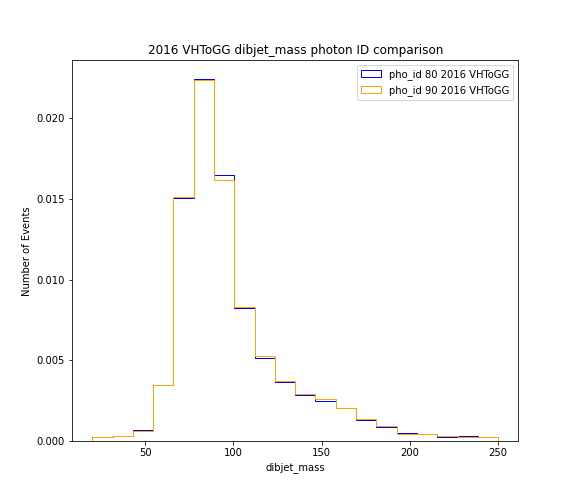 2016 VHToGG dibjet_mass photon ID comparison
pho_id 80 2016 VHToGG
pho_id 90 2016 VHToGG
Number of Events
0.020
0.015
0.010
0.005
0.000
50
100
150
200
250
dibjet_mass